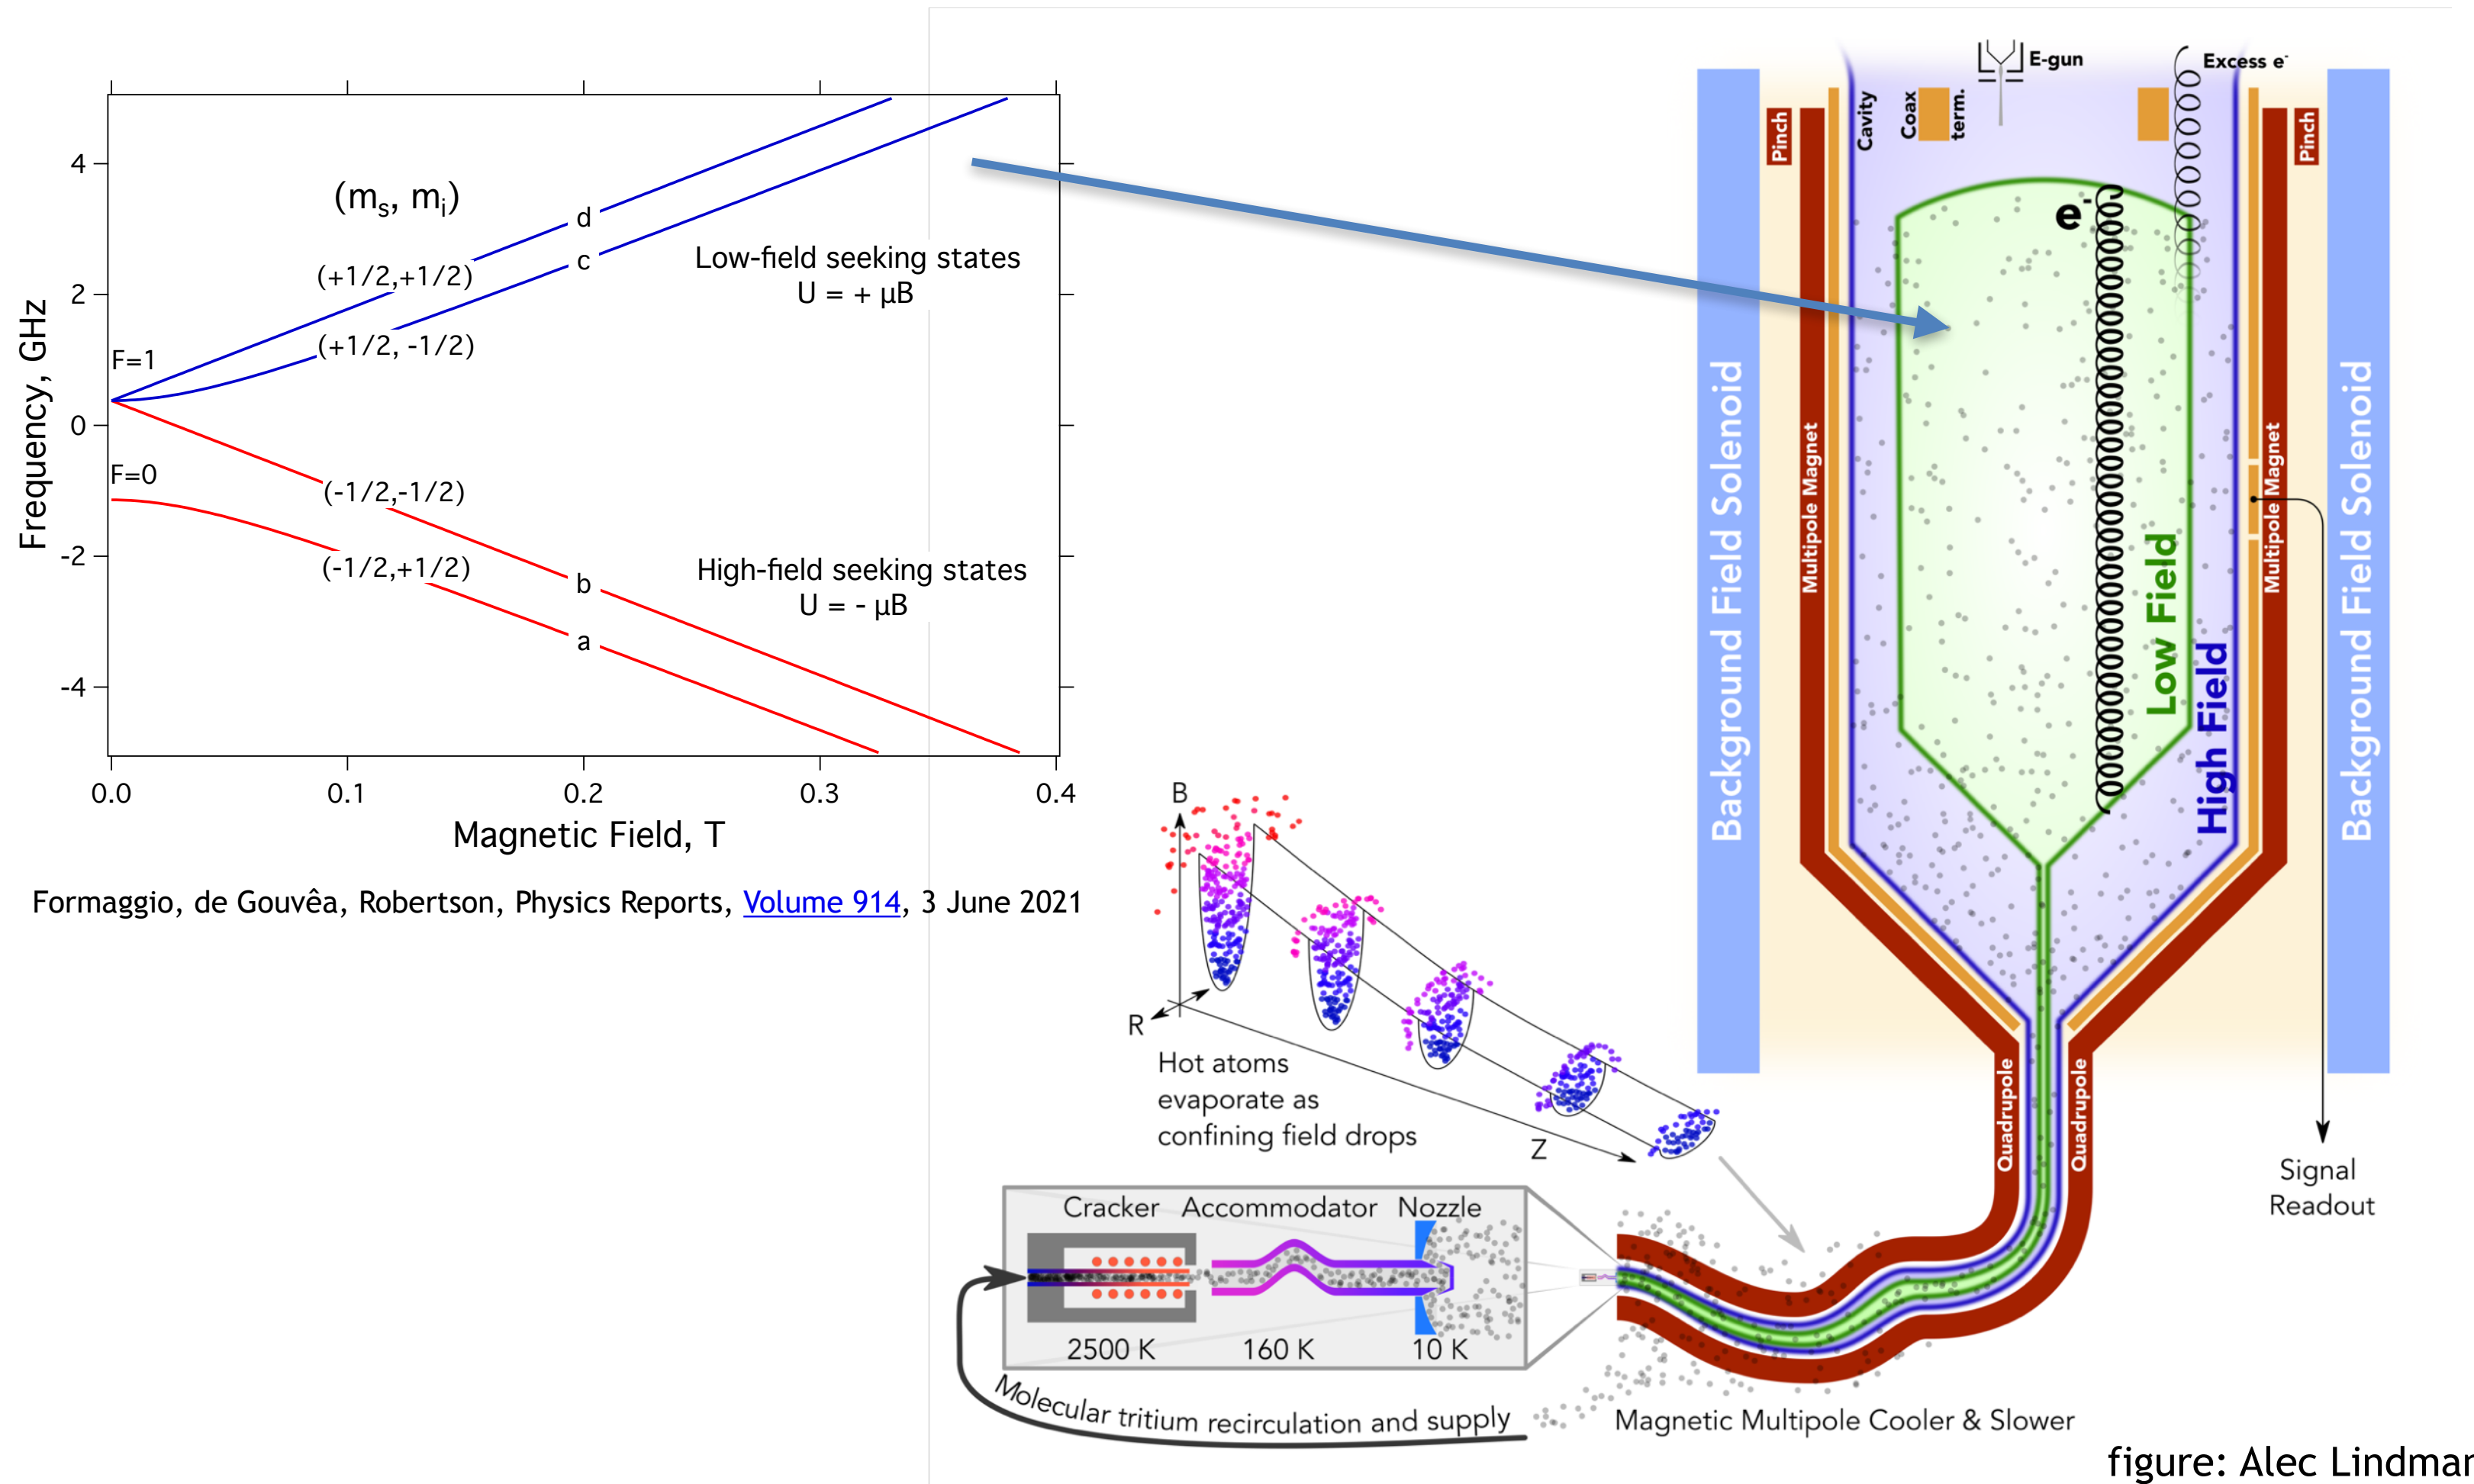 (ms, mi)
d
c
(+1/2,+1/2)
(+1/2, -1/2)
F=1
F=0
(-1/2,-1/2)
(-1/2,+1/2)
b
a
Low-field seeking states
U = + μB
High-field seeking states
U = - μB
Frequency, GHz
4
2
0
-2
-4
0.0
0.1
0.2
0.3
0.4
Magnetic Field, T
Formaggio, de Gouvêa, Robertson, Physics Reports, Volume 914, 3 June 2021
E-gun
Excess e-
Pinch
Cavity
Coax
term.
Pinch
e-
Background Field Solenoid
Multipole Magnet
Low Field
High Field
Multipole Magnet
Background Field Solenoid
Quadrupole
Quadrupole
Signal
Readout
B
R
Z
Hot atoms
evaporate as
confining field drops
Cracker
Accommodator
Nozzle
2500 K
160 K
10 K
Molecular tritium recirculation and supply
Magnetic Multipole Cooler & Slower
figure: Alec Lindman